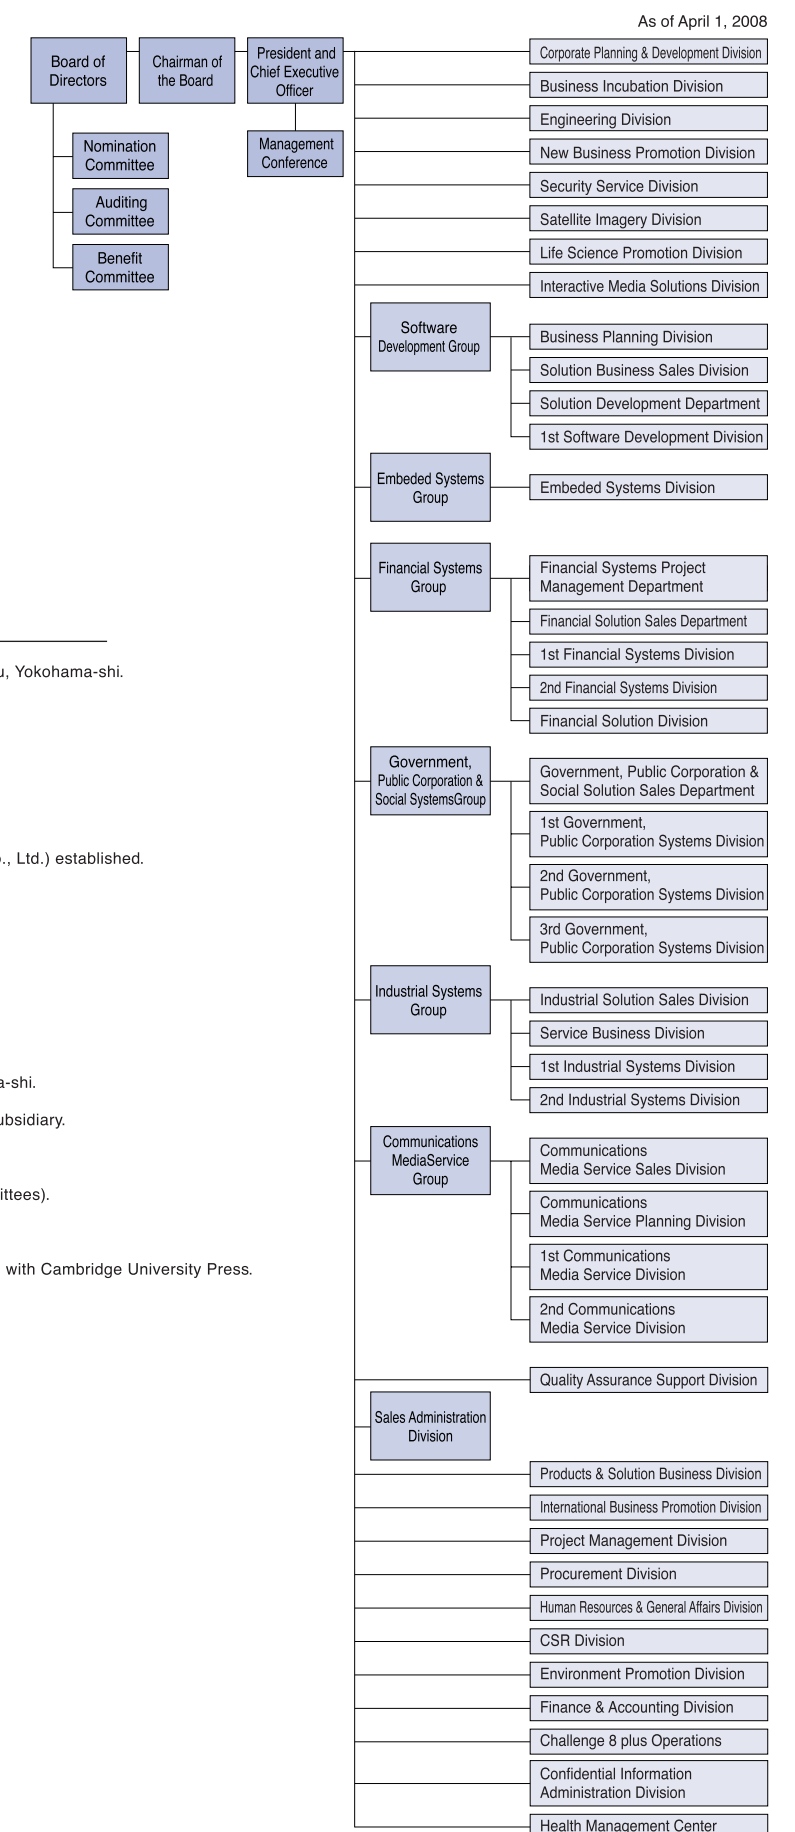 As of April 1, 2008
Board of
Directors
Chairman of
the Board
President and
Chief Executive
Officer
Management
Conference
Nomination
Committee
Auditing
Committee
Benefit
Committee
Corporate Planning & Development Division
Business Incubation Division
Engineering Division
New Business Promotion Division
Security Service Division
Satellite Imagery Division
Life Science Promotion Division
Interactive Media Solutions Division
Software
Development Group
Business Planning Division
Solution Business Sales Division
Solution Development Department
1st Software Development Division
Embeded Systems
Group
Embeded Systems Division
Financial Systems
Group
Financial Systems Project
Management Department
Financial Solution Sales Department
1st Financial Systems Division
2nd Financial Systems Division
Financial Solution Division
u, Yokohama-shi.
Government,
Public Corporation &
Social SystemsGroup
Government, Public Corporation &
Social Solution Sales Department
1st Government,
Public Corporation Systems Division
2nd Government,
Public Corporation Systems Division
3rd Government,
Public Corporation Systems Division
o., Ltd.) established.
Industrial Systems
Group
Industrial Solution Sales Division
Service Business Division
1st Industrial Systems Division
2nd Industrial Systems Division
a-shi.
ubsidiary.
Communications
MediaService
Group
Communications
Media Service Sales Division
Communications
Media Service Planning Division
1st Communications
Media Service Division
2nd Communications
Media Service Division
ittees).
with Cambridge University Press.
Quality Assurance Support Division
Sales Administration
Division
Products & Solution Business Division
International Business Promotion Division
Project Management Division
Procurement Division
Human Resources & General Affairs Division
CSR Division
Environment Promotion Division
Finance & Accounting Division
Challenge 8 plus Operations
Confidential Information
Administration Division
Health Management Center